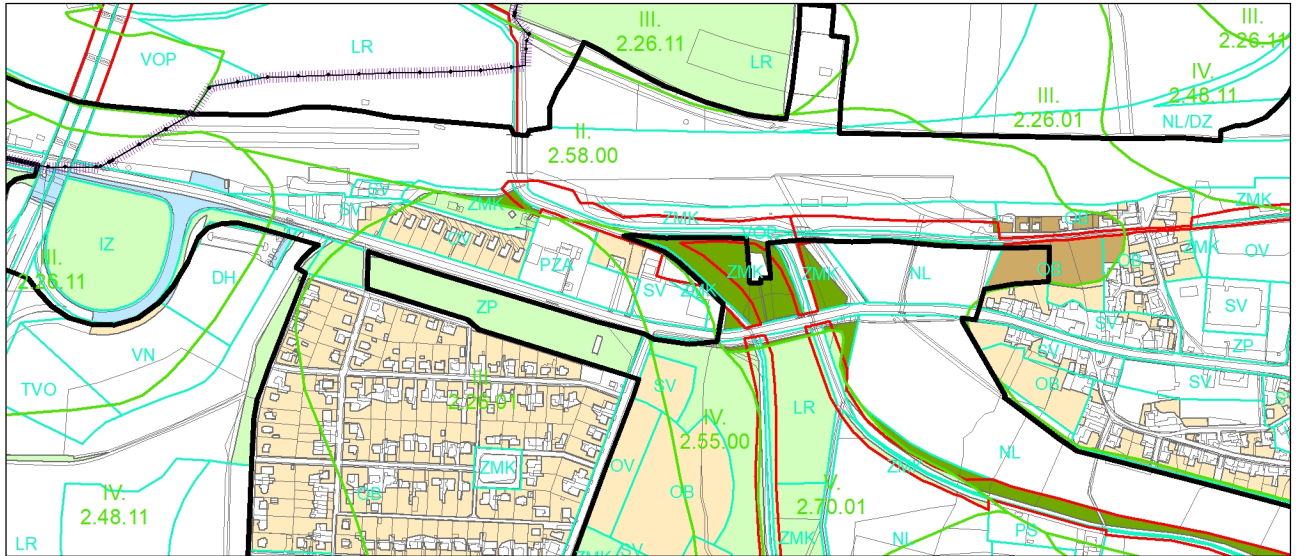 III.
2.26.11
III.
2.26.11
VOP
LR
LR
IV.
2.48.11
III.
2.26.01
NL/DZ
II.
2.58.00
SV
SV
ZMK
ZMK
OB
ZMK
IZ
PZA
VOP
ZMK
ZMK
NL
OB
OB
ZMK
OV
III.
2.26.11
DH
SV
ZMK
SV
ZP
SV
ZP
VN
SV
OB
SV
TVO
III.
2.26.01
SV
LR
IV.
2.55.00
NL
ZMK
OV
ZMK
OB
OB
V.
2.70.01
IV.
2.48.11
LR
SV
ZMK
ZMK
NL
PS